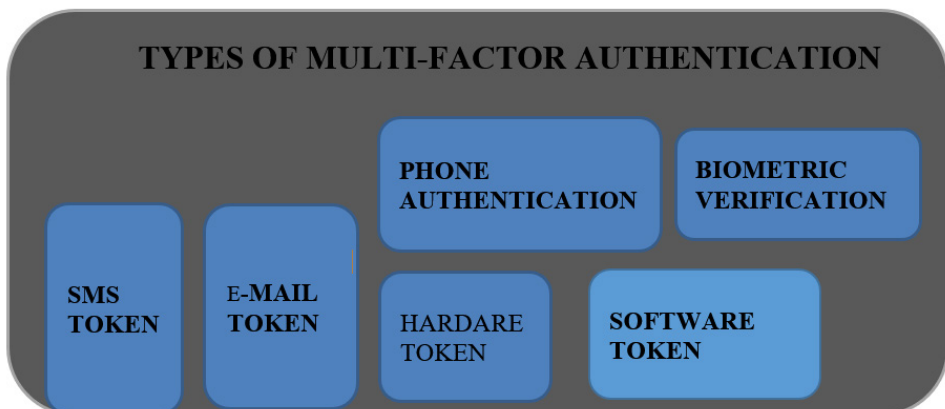 TYPES OF MULTI-FACTOR AUTHENTICATION
PHONE
AUTHENTICATION
BIOMETRIC
VERIFICATION
SMS
TOKEN
E-MAIL
TOKEN
HARDARE
TOKEN
SOFTWARE
TOKEN